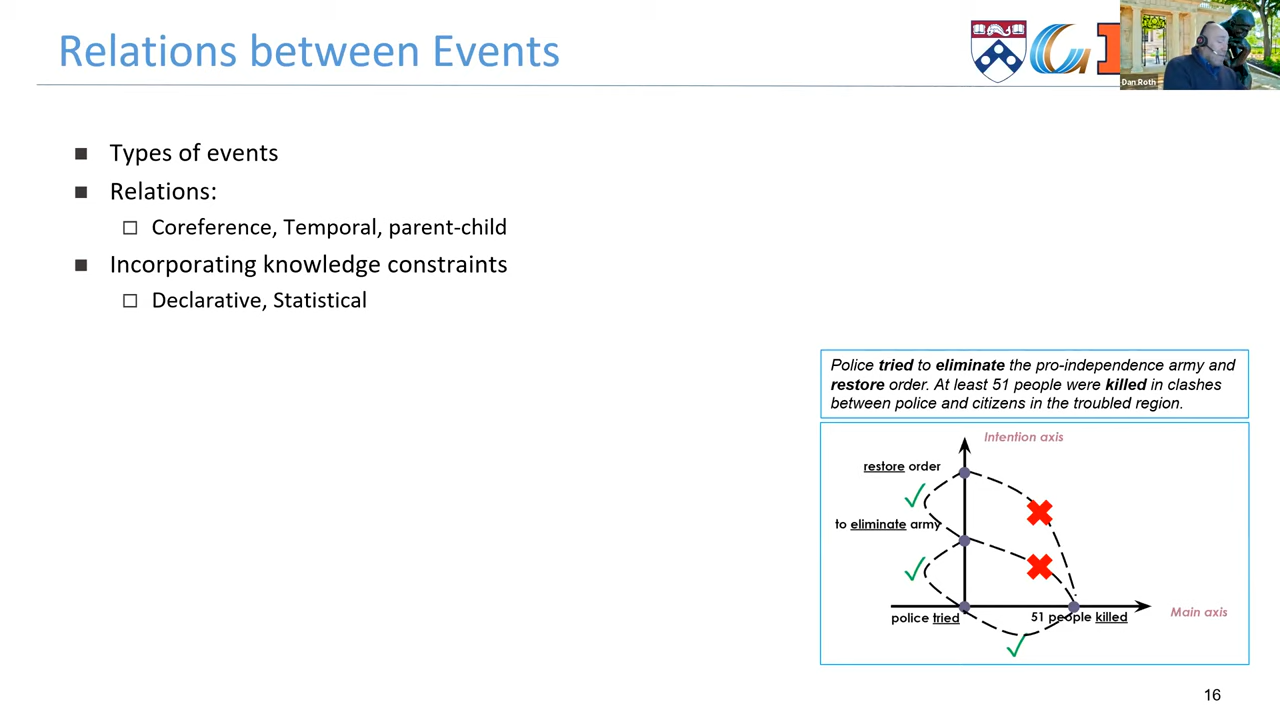 Relations between Events
Dan Roth
■ Types of events
■ Relations:
□ Coreference, Temporal, parent-child
■ Incorporating knowledge constraints
□ Declarative, Statistical
Police tried to eliminate the pro-independence army and
restore order. At least 51 people were killed in clashes
between police and citizens in the troubled region.
Intention axis
restore order
to eliminate army
police tried
51 people killed
Main axis
16